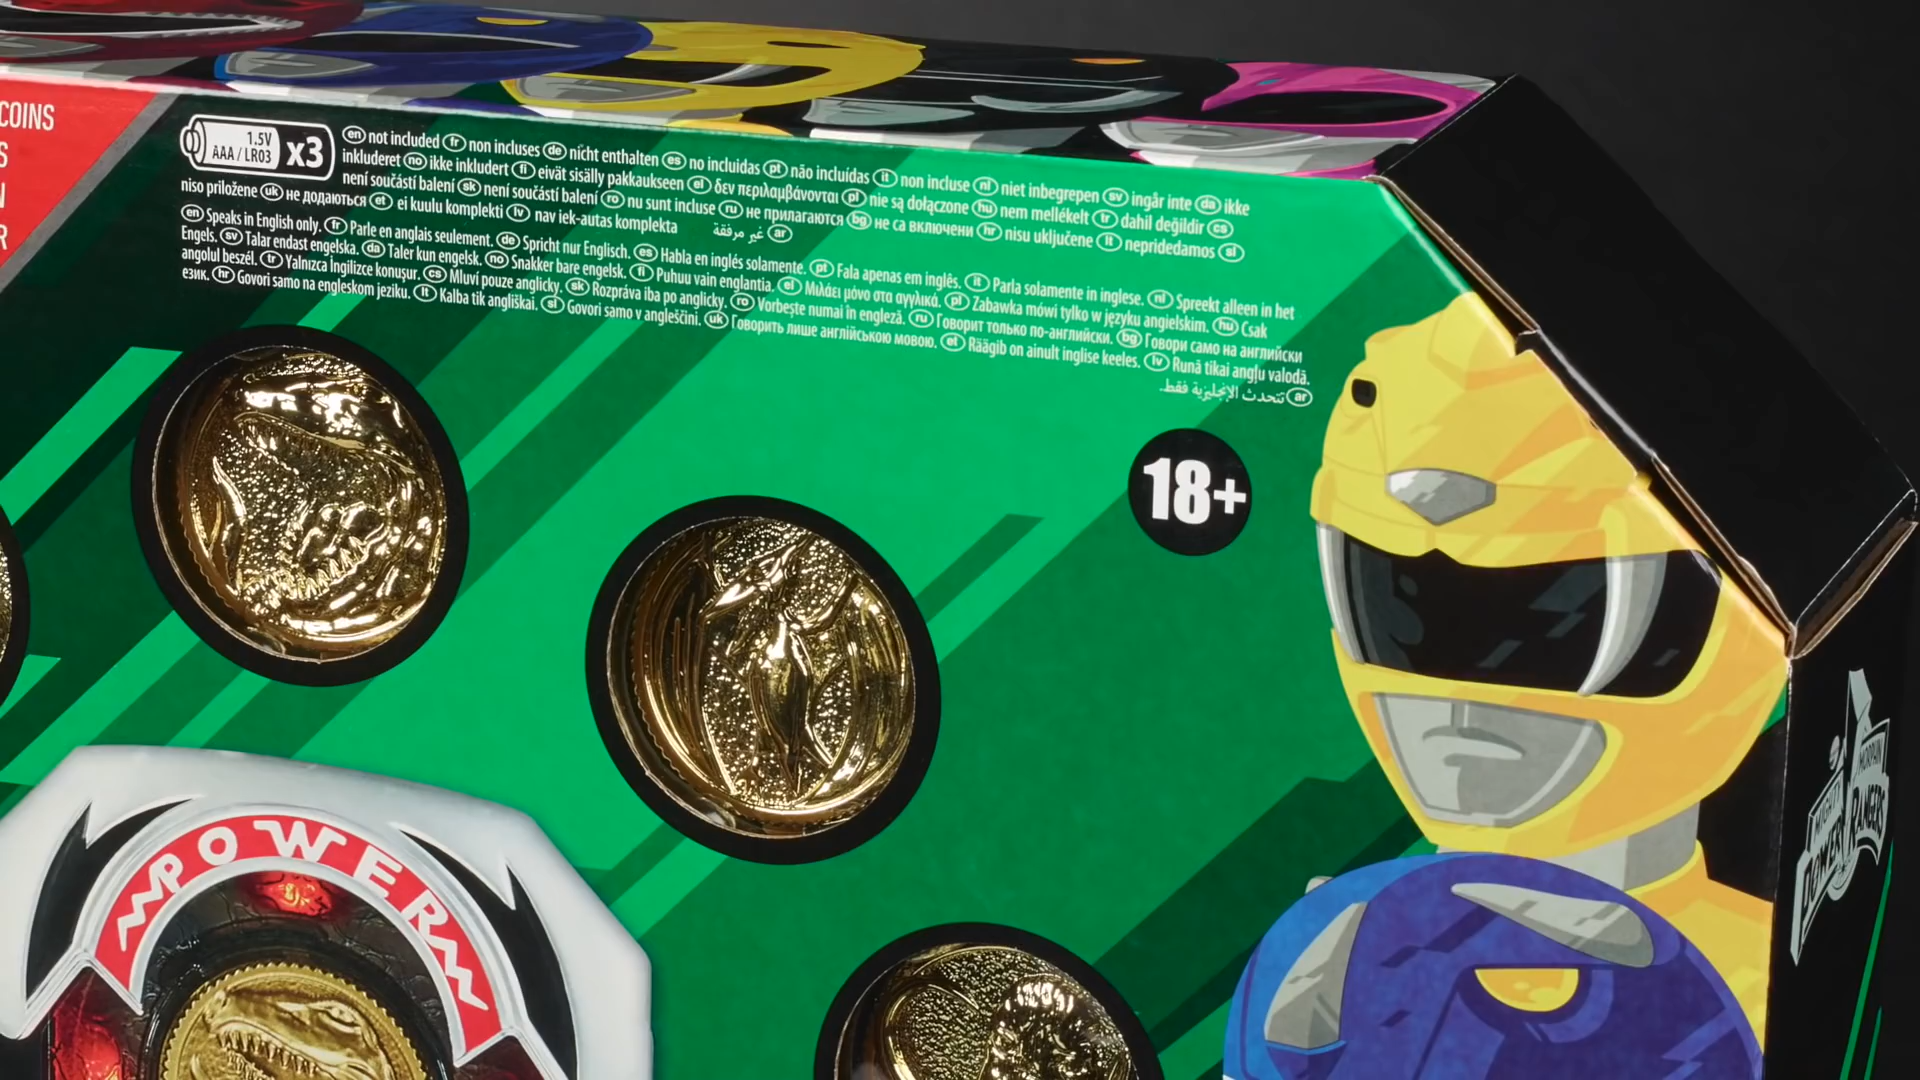 COINS
S
N
R
1.5V
AAA / LR03
x3
en not included fr non incluses de nicht enthalten es no incluidas pt não incluídas it non incluse nl niet inbegrepen sv ingår inte da ikke
inkluderet no ikke inkludert fi eivät sisälly pakkaukseen el δεν περιλαμβάνονται pl nie są dołączone hu nem mellékelt tr dahil değildir cs
není součástí balení sk není součástí balení ro nu sunt incluse ru не прилагаются bg не са включени hr nisu uključene lt nepridedamos sl
niso priložene uk не додаються et ei kuulu komplekti lv nav iek-autas komplekta ar غير مرفقة
en Speaks in English only. fr Parle en anglais seulement. de Spricht nur Englisch. es Habla en inglés solamente. pt Fala apenas em inglês. it Parla solamente in inglese. nl Spreekt alleen in het
Engels. sv Talar endast engelska. da Taler kun engelsk. no Snakker bare engelsk. fi Puhuu vain englantia. el Μιλάει μόνο στα αγγλικά. pl Zabawka mówi tylko w języku angielskim. hu Csak
angolul beszél. tr Yalnızca İngilizce konuşur. cs Mluví pouze anglicky. sk Rozpráva iba po anglicky. ro Vorbește numai în engleză. ru Говорит только по-английски. bg Говори само на английски
език. hr Govori samo na engleskom jeziku. lt Kalba tik angliškai. sl Govori samo v angleščini. uk Говорить лише англійською мовою. et Räägib on ainult inglise keeles. lv Runā tikai angļu valodā.
ar تتحدث الإنجليزية فقط.
18+
POWER
MIGHTY MORPHIN
POWER RANGERS